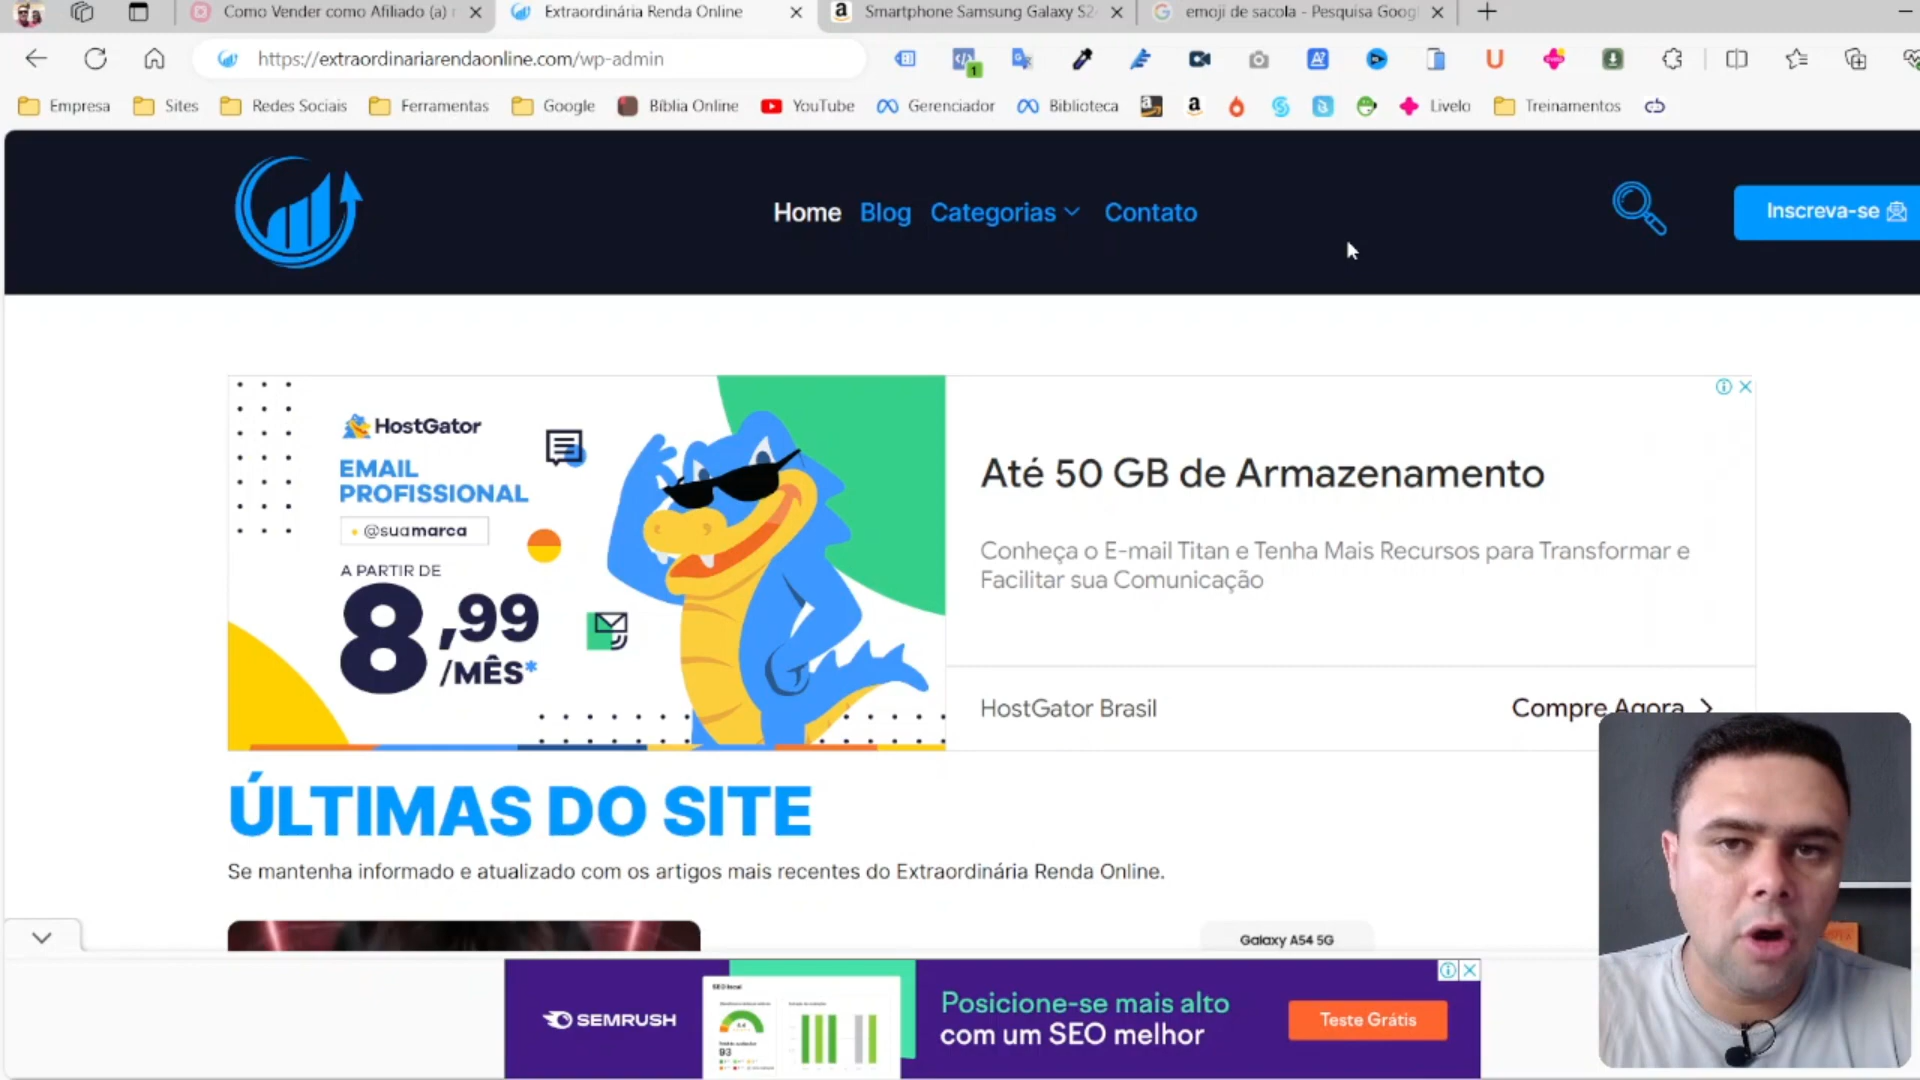 Como Vender como Afiliado (a)
Extraordinária Renda Online
Smartphone Samsung Galaxy S2
emoji de sacola - Pesquisa Goog
https://extraordinariarendaonline.com/wp-admin
1
Empresa
Sites
Redes Sociais
Ferramentas
Google
Bíblia Online
YouTube
Gerenciador
Biblioteca
Livelo
Treinamentos
Home
Blog
Categorias
Contato
Inscreva-se
HostGator
EMAIL
PROFISSIONAL
@suamarca
A PARTIR DE
8,99
/MÊS*
Até 50 GB de Armazenamento
Conheça o E-mail Titan e Tenha Mais Recursos para Transformar e
Facilitar sua Comunicação
HostGator Brasil
Compre Agora
ÚLTIMAS DO SITE
Se mantenha informado e atualizado com os artigos mais recentes do Extraordinária Renda Online.
Galaxy A54 5G
SEMRUSH
SEO local
93
Posicione-se mais alto
com um SEO melhor
Teste Grátis